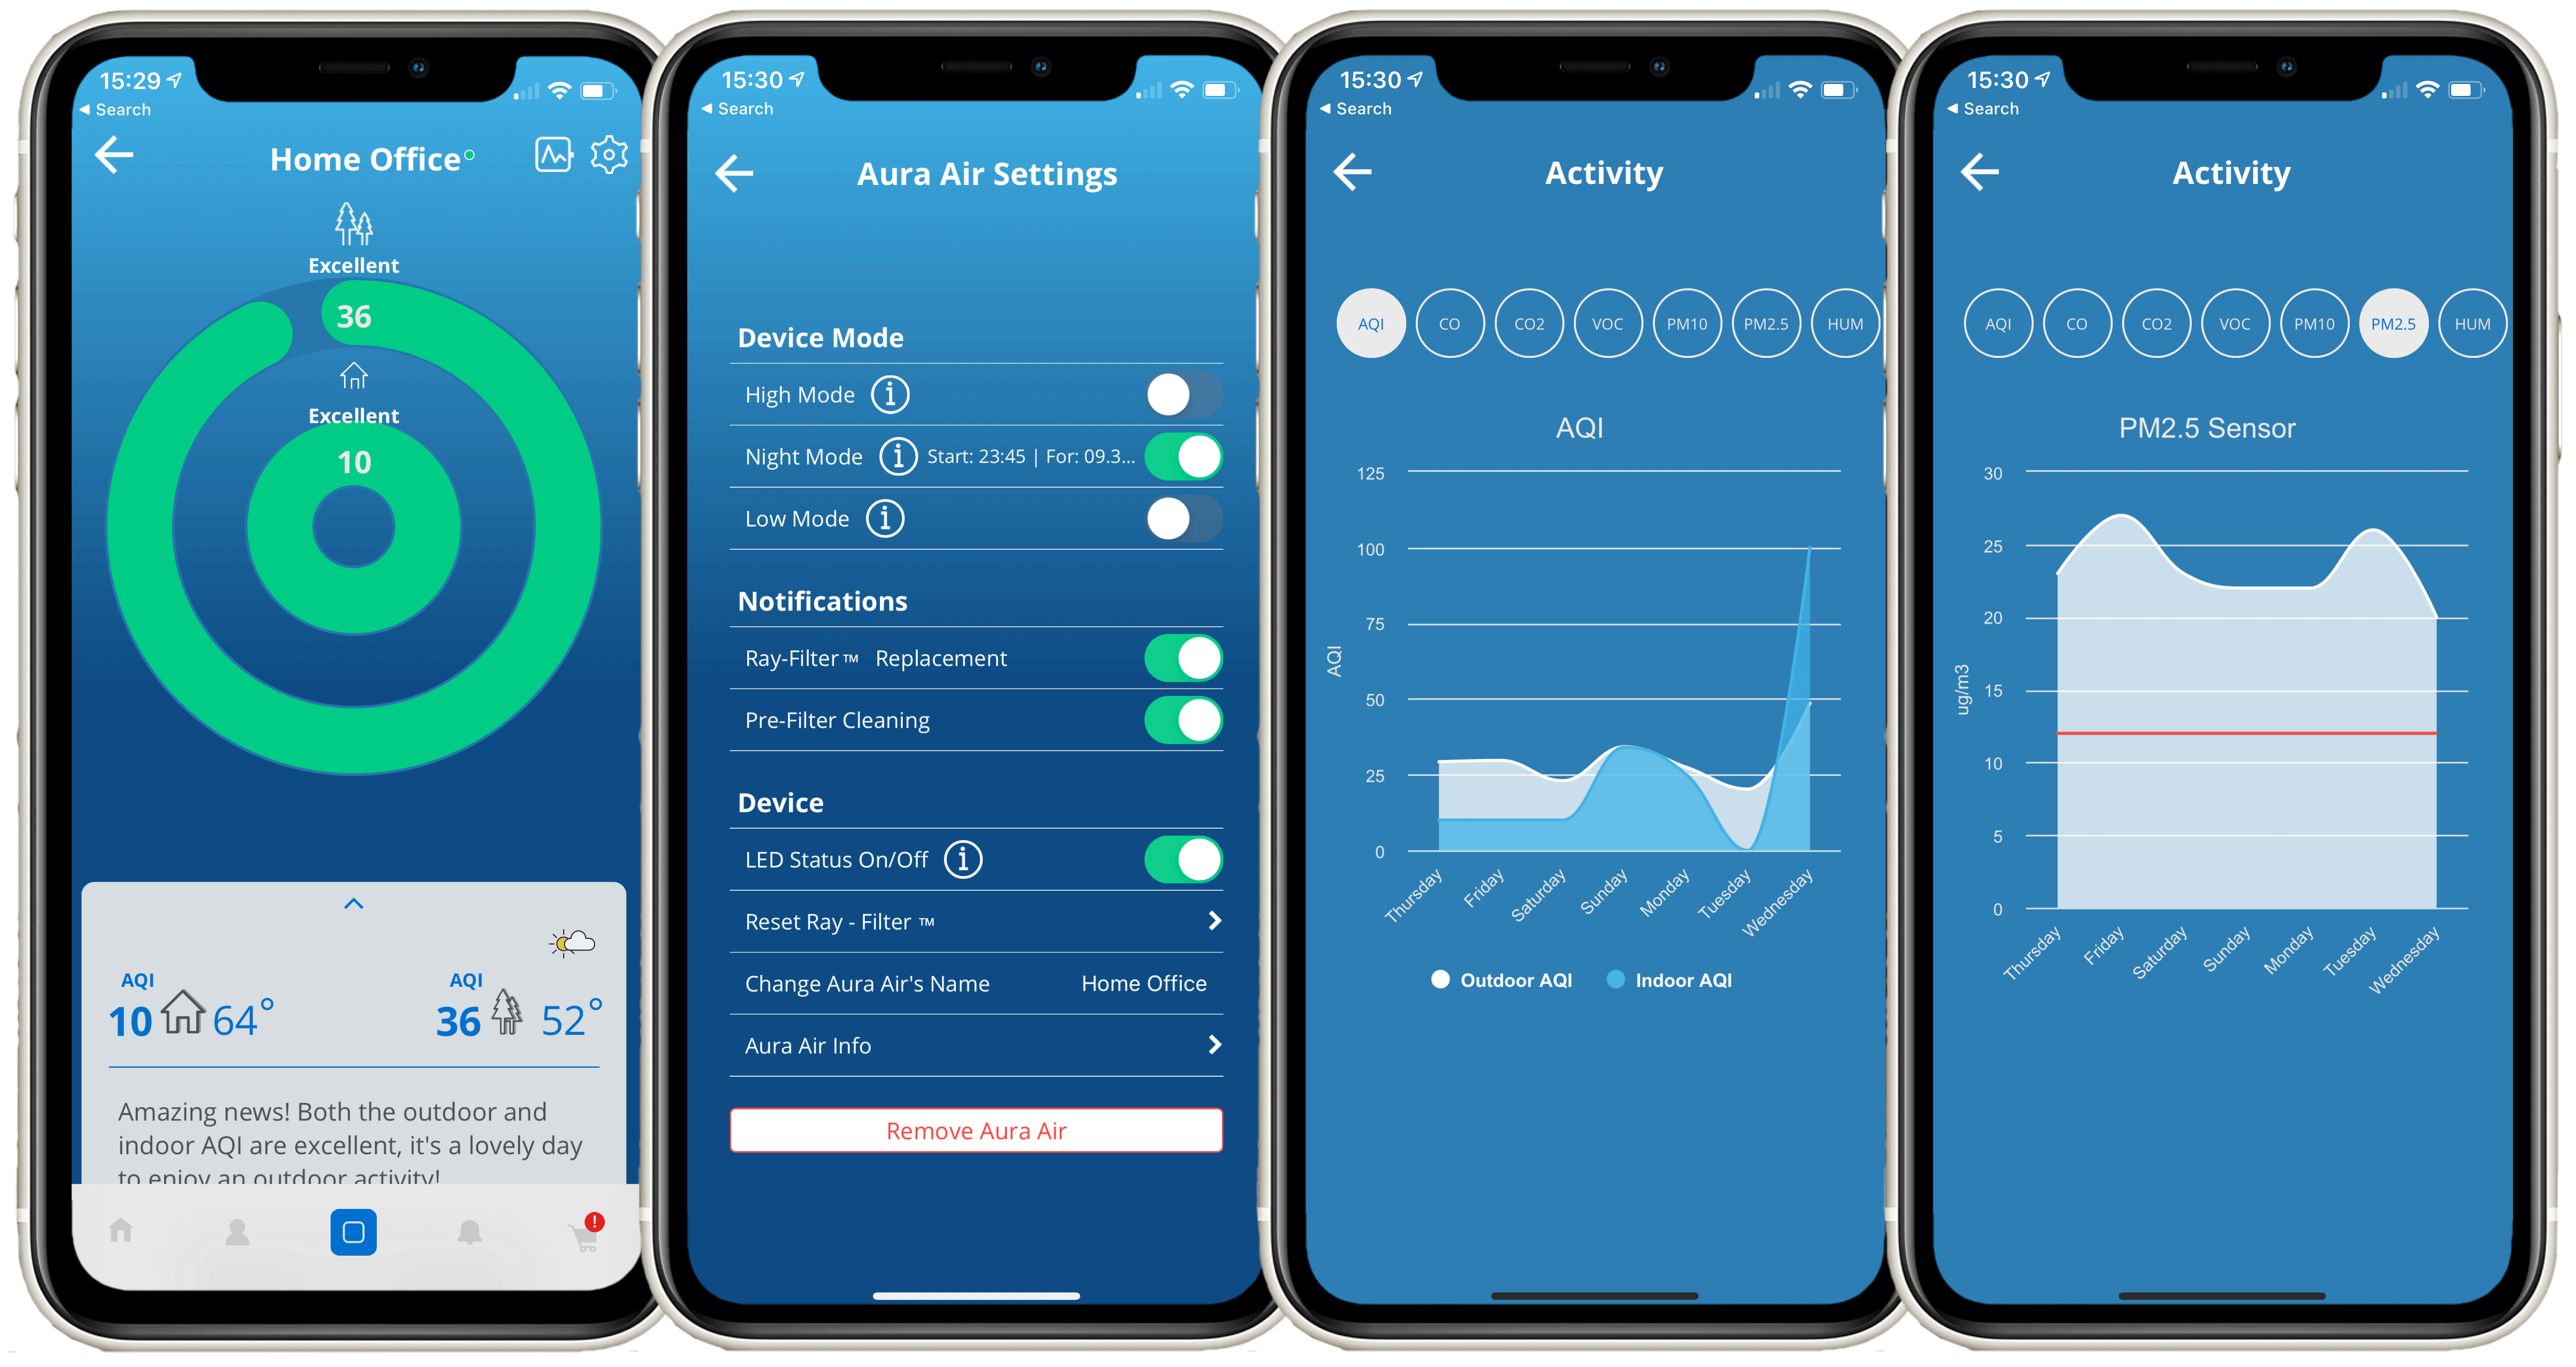 15:29
◀ Search
Home Office
Excellent
36
Excellent
10
AQI
10
64°
AQI
36
52°
Amazing news! Both the outdoor and
indoor AQI are excellent, it's a lovely day
to enjoy an outdoor activity!
!
15:30
◀ Search
Aura Air Settings
Device Mode
High Mode
i
Night Mode
i
Start: 23:45 | For: 09.3...
Low Mode
i
Notifications
Ray-Filter™ Replacement
Pre-Filter Cleaning
Device
LED Status On/Off
i
Reset Ray - Filter ™
Change Aura Air's Name
Home Office
Aura Air Info
Remove Aura Air
15:30
◀ Search
Activity
AQI
CO
CO2
VOC
PM10
PM2.5
HUM
AQI
125
100
75
50
25
0
AQI
Thursday
Friday
Saturday
Sunday
Monday
Tuesday
Wednesday
Outdoor AQI
Indoor AQI
15:30
◀ Search
Activity
AQI
CO
CO2
VOC
PM10
PM2.5
HUM
PM2.5 Sensor
30
25
20
15
10
5
0
ug/m3
Thursday
Friday
Saturday
Sunday
Monday
Tuesday
Wednesday